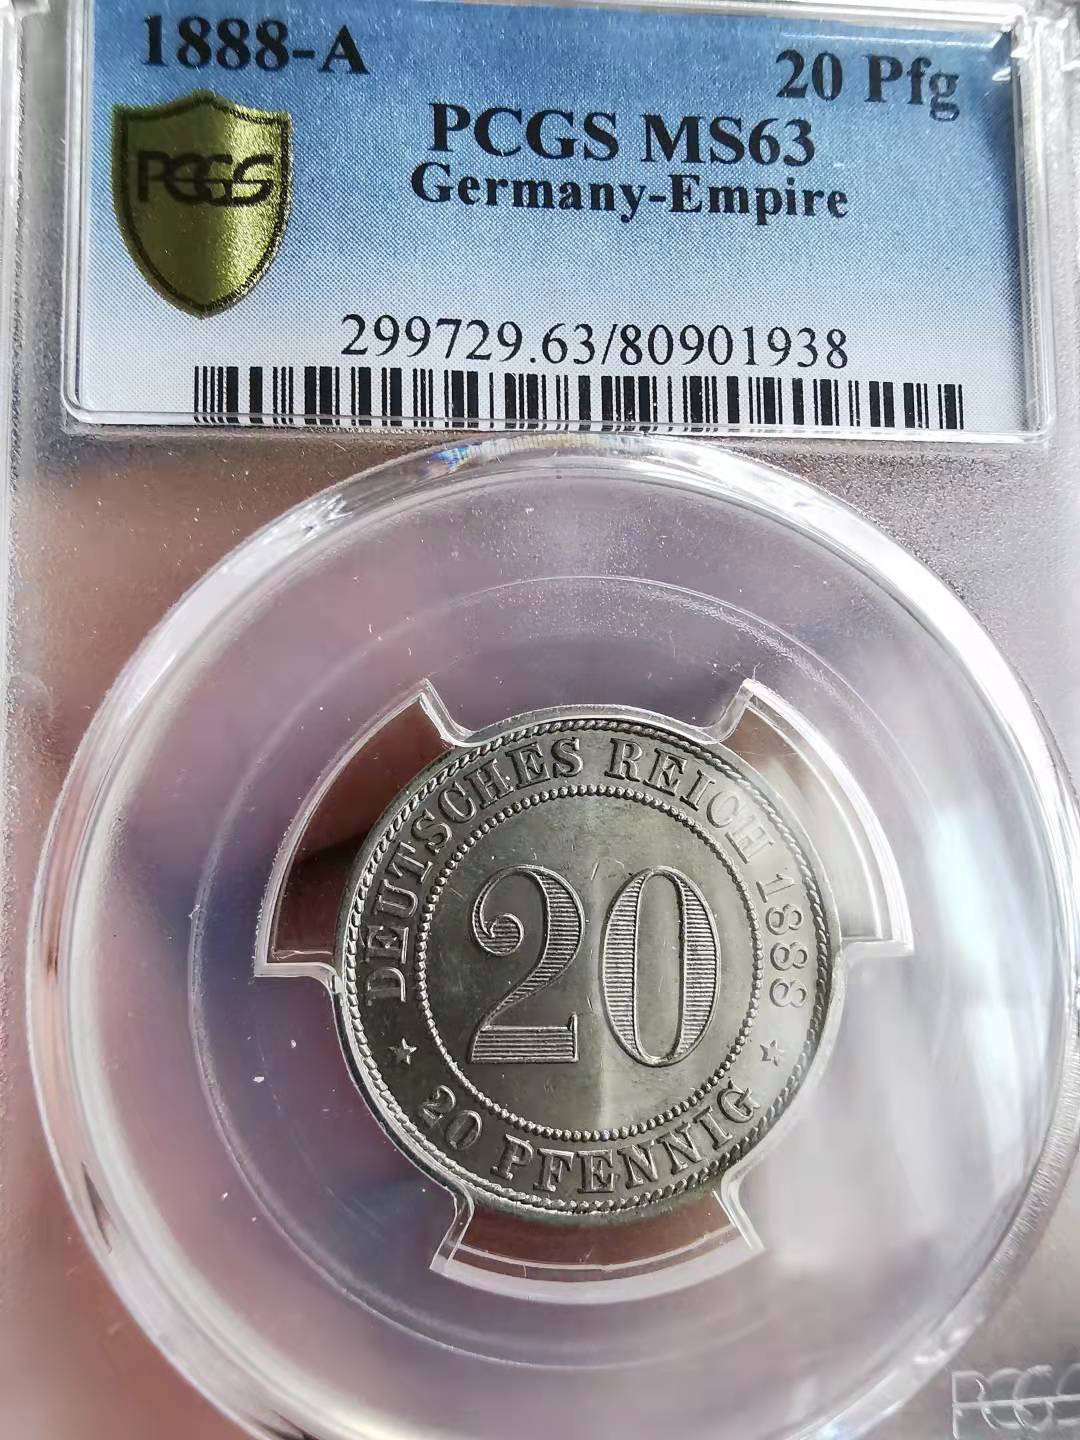 1888-A
20 Pfg
PCGS MS63
Germany-Empire
PCGS
299729.63/80901938
DEUTSCHES REICH 1888
20
★ 20 PFENNIG ★
PCGS